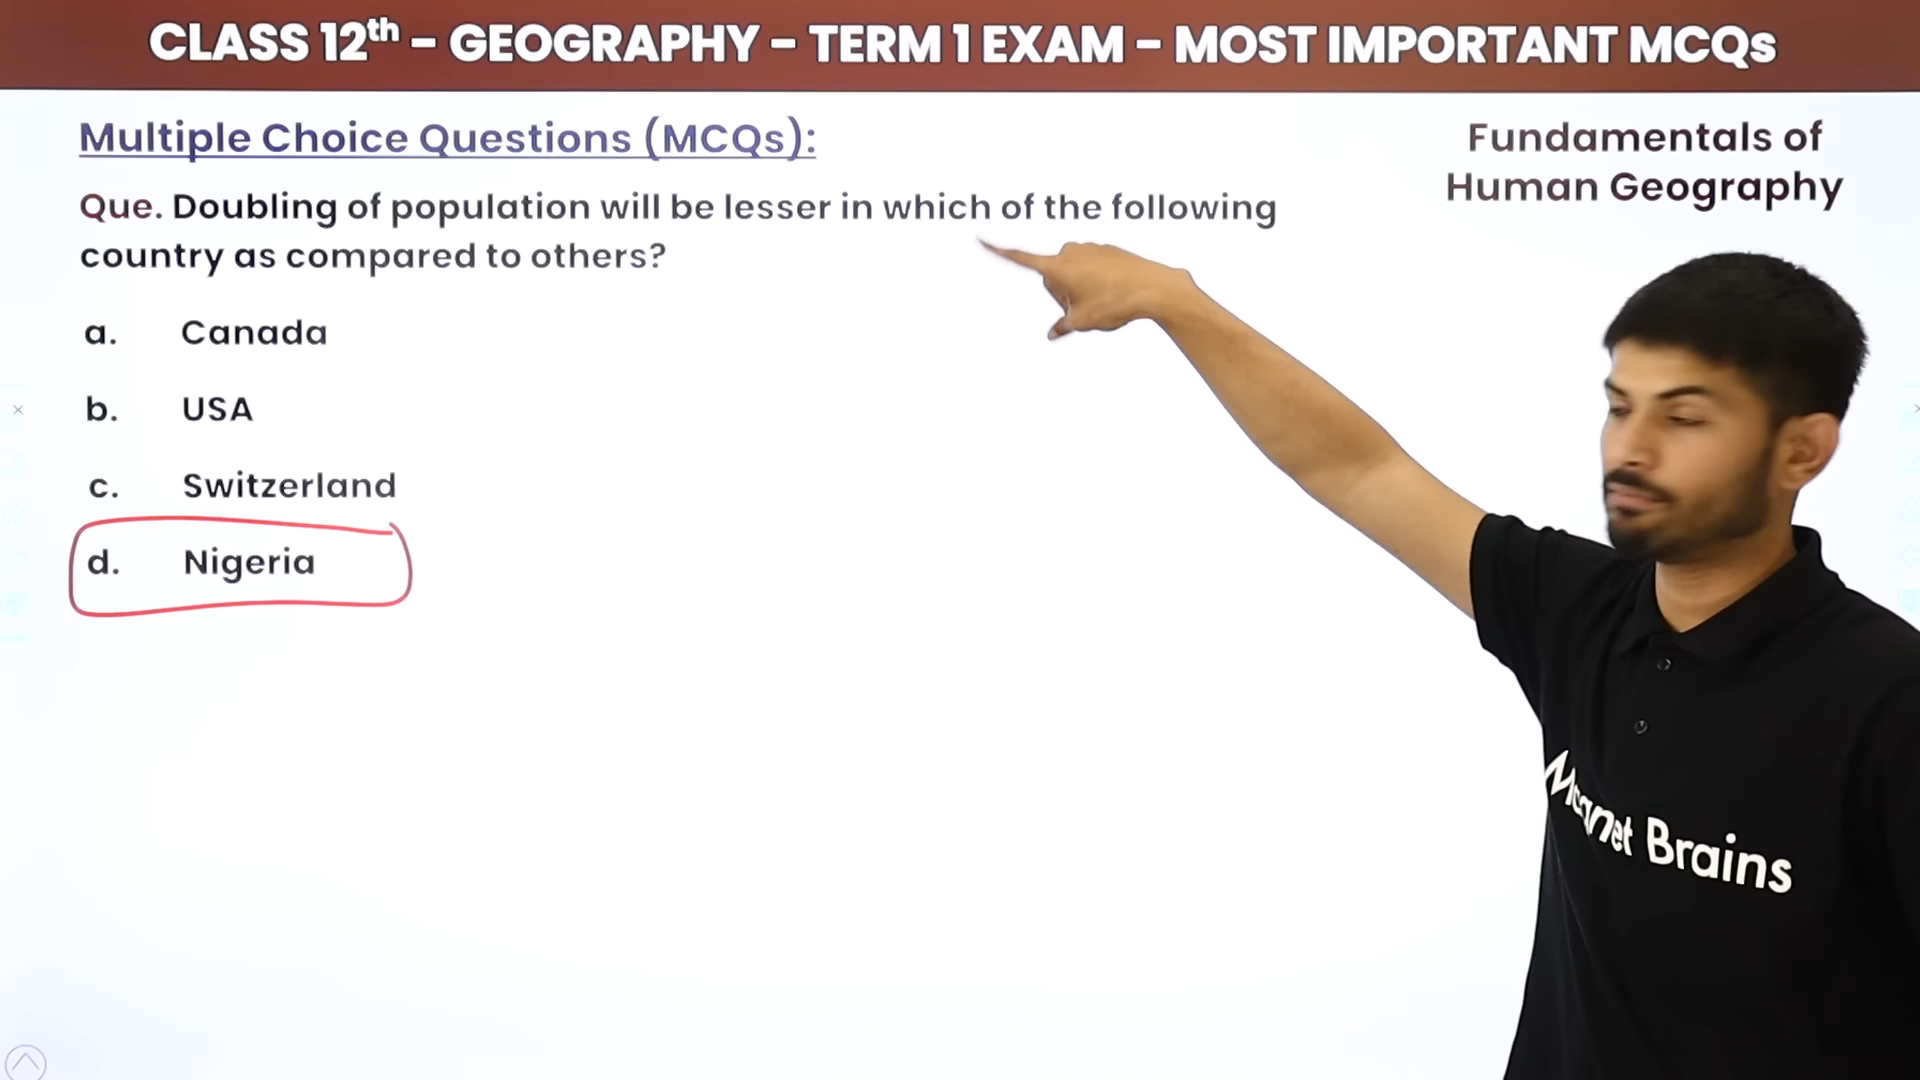 CLASS 12th - GEOGRAPHY - TERM 1 EXAM - MOST IMPORTANT MCQs
Multiple Choice Questions (MCQs):
Fundamentals of
Human Geography
Que. Doubling of population will be lesser in which of the following
country as compared to others?
a. Canada
b. USA
c. Switzerland
d. Nigeria
Magnet Brains